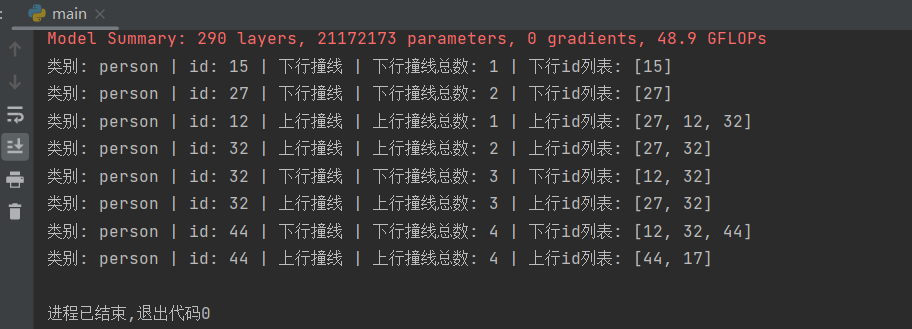 main
Model Summary: 290 layers, 21172173 parameters, 0 gradients, 48.9 GFLOPs
类别: person | id: 15 | 下行撞线 | 下行撞线总数: 1 | 下行id列表: [15]
类别: person | id: 27 | 下行撞线 | 下行撞线总数: 2 | 下行id列表: [27]
类别: person | id: 12 | 上行撞线 | 上行撞线总数: 1 | 上行id列表: [27, 12, 32]
类别: person | id: 32 | 上行撞线 | 上行撞线总数: 2 | 上行id列表: [27, 32]
类别: person | id: 32 | 下行撞线 | 下行撞线总数: 3 | 下行id列表: [12, 32]
类别: person | id: 32 | 上行撞线 | 上行撞线总数: 3 | 上行id列表: [27, 32]
类别: person | id: 44 | 下行撞线 | 下行撞线总数: 4 | 下行id列表: [12, 32, 44]
类别: person | id: 44 | 上行撞线 | 上行撞线总数: 4 | 上行id列表: [44, 17]
进程已结束,退出代码0